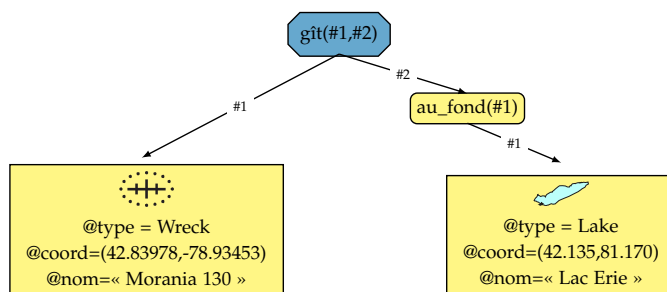 gît(#1,#2)
#1
#2
au_fond(#1)
#1
@type = Wreck
@coord=(42.83978,-78.93453)
@nom=« Morania 130 »
@type = Lake
@coord=(42.135,81.170)
@nom=« Lac Erie »